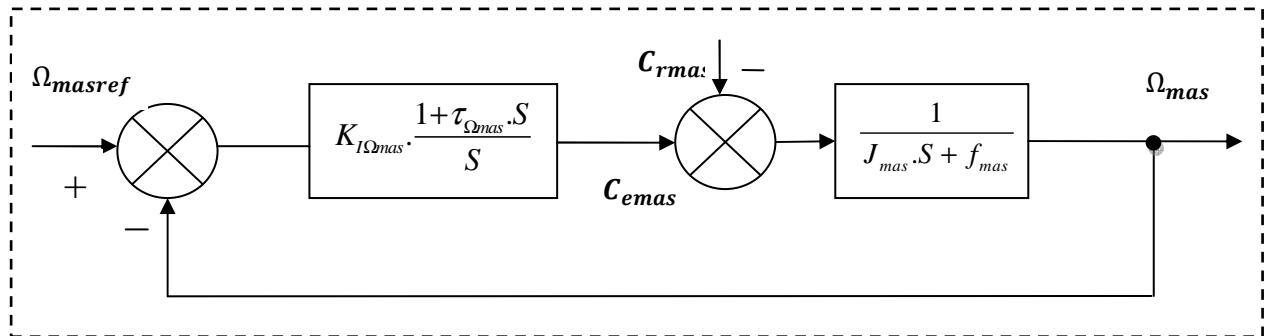 Ω_masref
+
−
K_IΩmas · (1 + τ_Ωmas.S) / S
C_emas
C_rmas
−
1 / (J_mas.S + f_mas)
Ω_mas